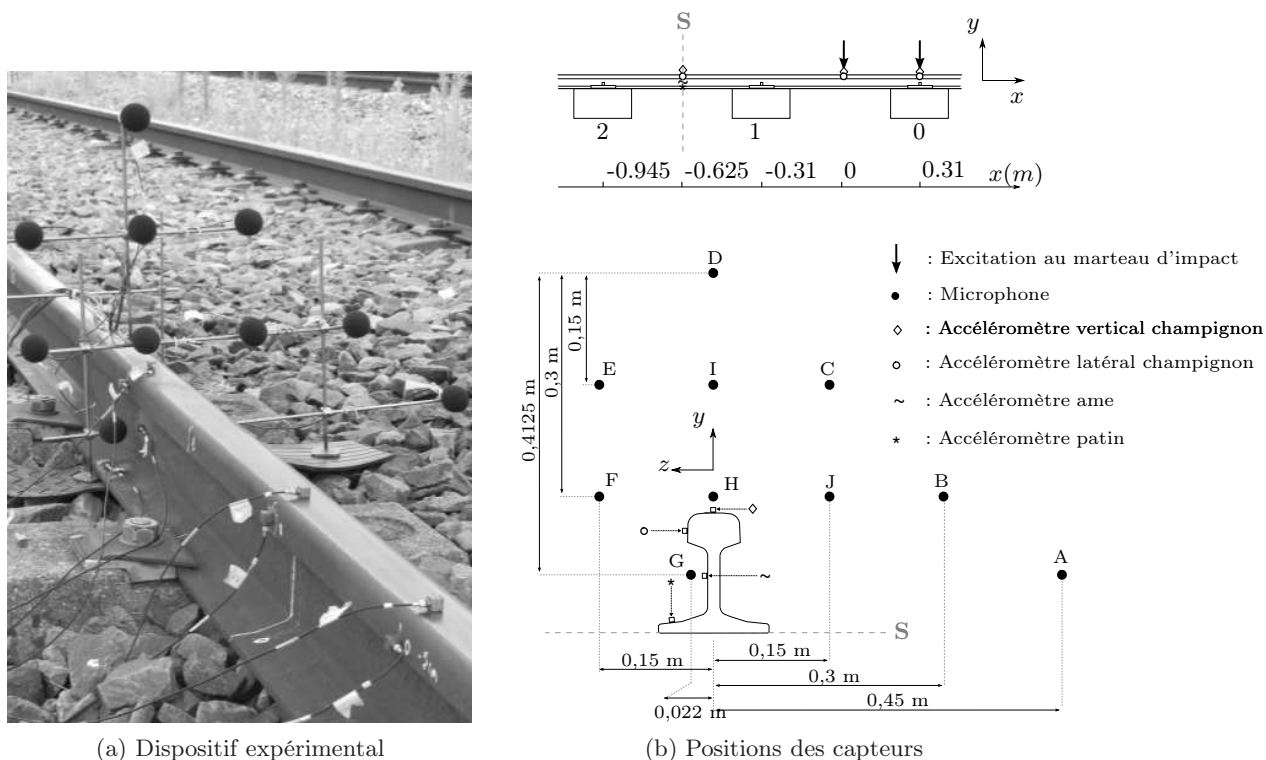 S
y
x
2
1
0
-0.945 -0.625 -0.31 0 0.31 x(m)
D
: Excitation au marteau d'impact
: Microphone
: Accéléromètre vertical champignon
: Accéléromètre latéral champignon
~ : Accéléromètre ame
* : Accéléromètre patin
0,15 m
0,3 m
0,4125 m
E
I
C
y
z
F
H
J
B
G
A
*
~
S
0,15 m
0,15 m
0,3 m
0,022 m
0,45 m
(a) Dispositif expérimental
(b) Positions des capteurs